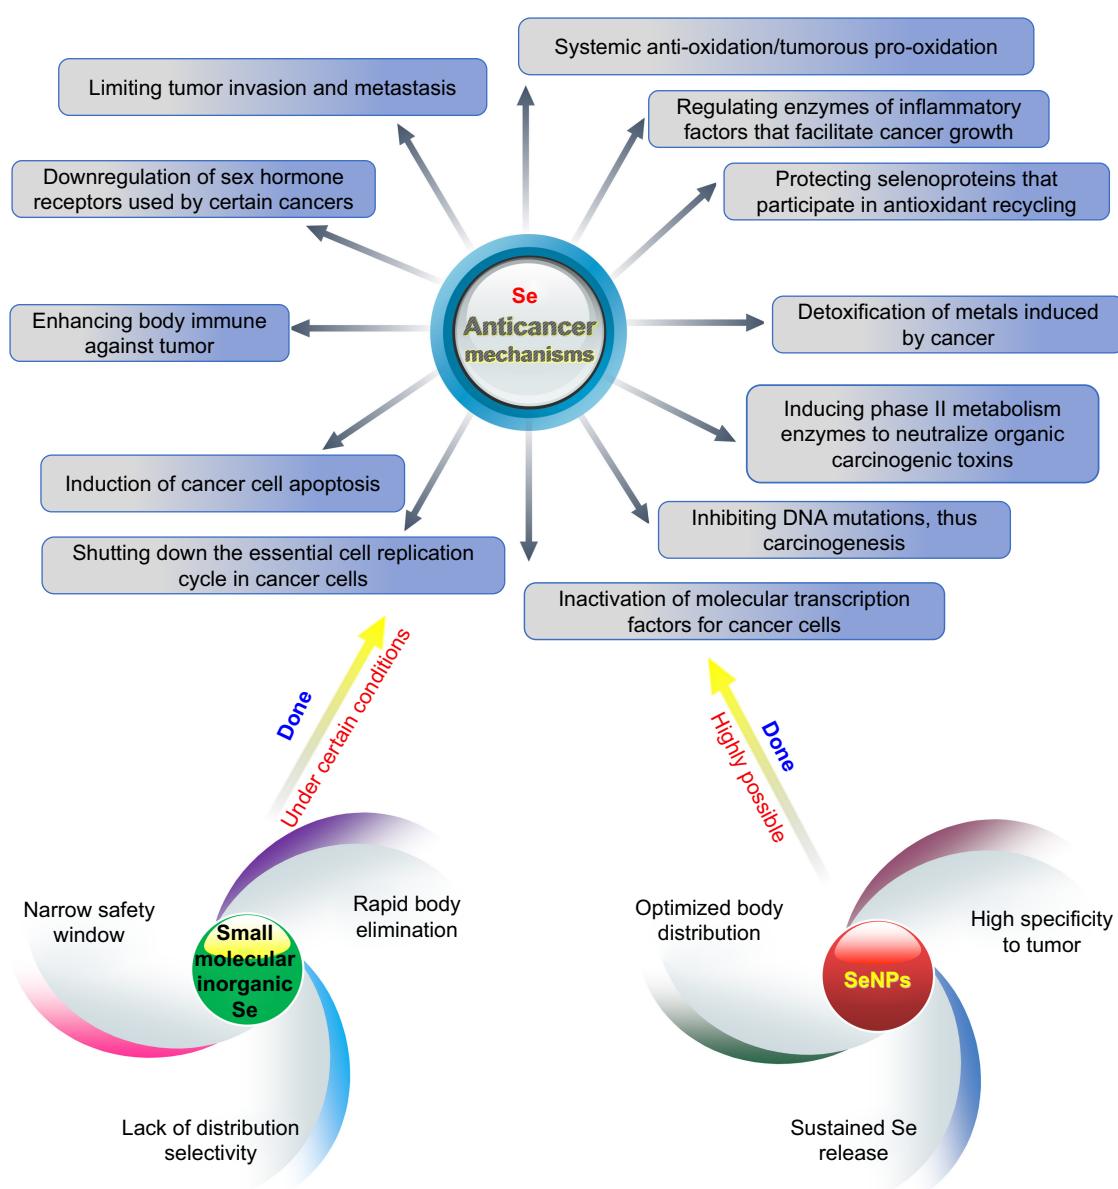 Systemic anti-oxidation/tumorous pro-oxidation
Limiting tumor invasion and metastasis
Regulating enzymes of inflammatory
factors that facilitate cancer growth
Downregulation of sex hormone
receptors used by certain cancers
Protecting selenoproteins that
participate in antioxidant recycling
Se
Anticancer
mechanisms
Enhancing body immune
against tumor
Detoxification of metals induced
by cancer
Inducing phase II metabolism
enzymes to neutralize organic
carcinogenic toxins
Induction of cancer cell apoptosis
Inhibiting DNA mutations, thus
carcinogenesis
Shutting down the essential cell replication
cycle in cancer cells
Inactivation of molecular transcription
factors for cancer cells
Done
Under certain conditions
Done
Highly possible
Narrow safety
window
Rapid body
elimination
Small
molecular
inorganic
Se
Lack of distribution
selectivity
Optimized body
distribution
High specificity
to tumor
SeNPs
Sustained Se
release